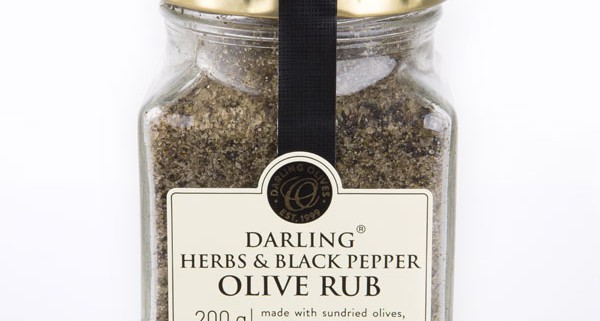 DARLING OLIVES
EST. 1999
DARLING®
HERBS & BLACK PEPPER
OLIVE RUB
200 g made with sundried olives,